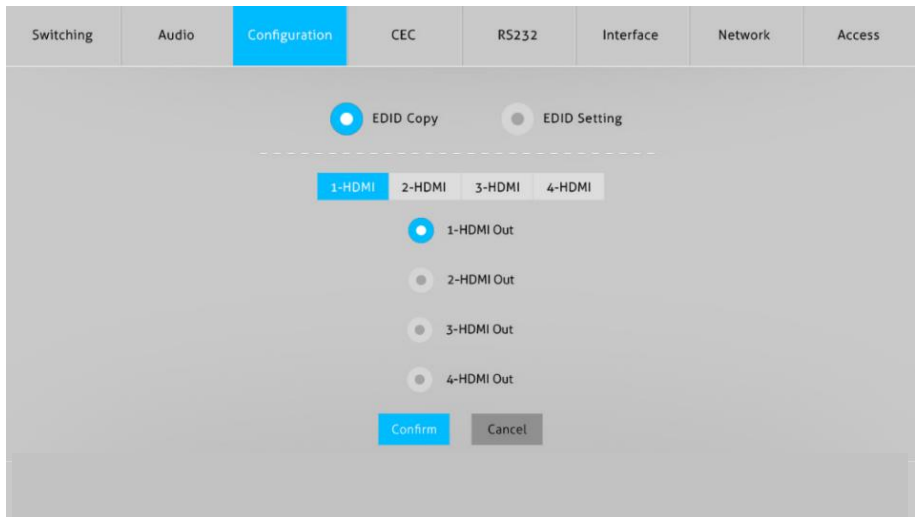 Switching Audio Configuration CEC RS232 Interface Network Access
EDID Copy EDID Setting
1-HDMI 2-HDMI 3-HDMI 4-HDMI
1-HDMI Out
2-HDMI Out
3-HDMI Out
4-HDMI Out
Confirm Cancel